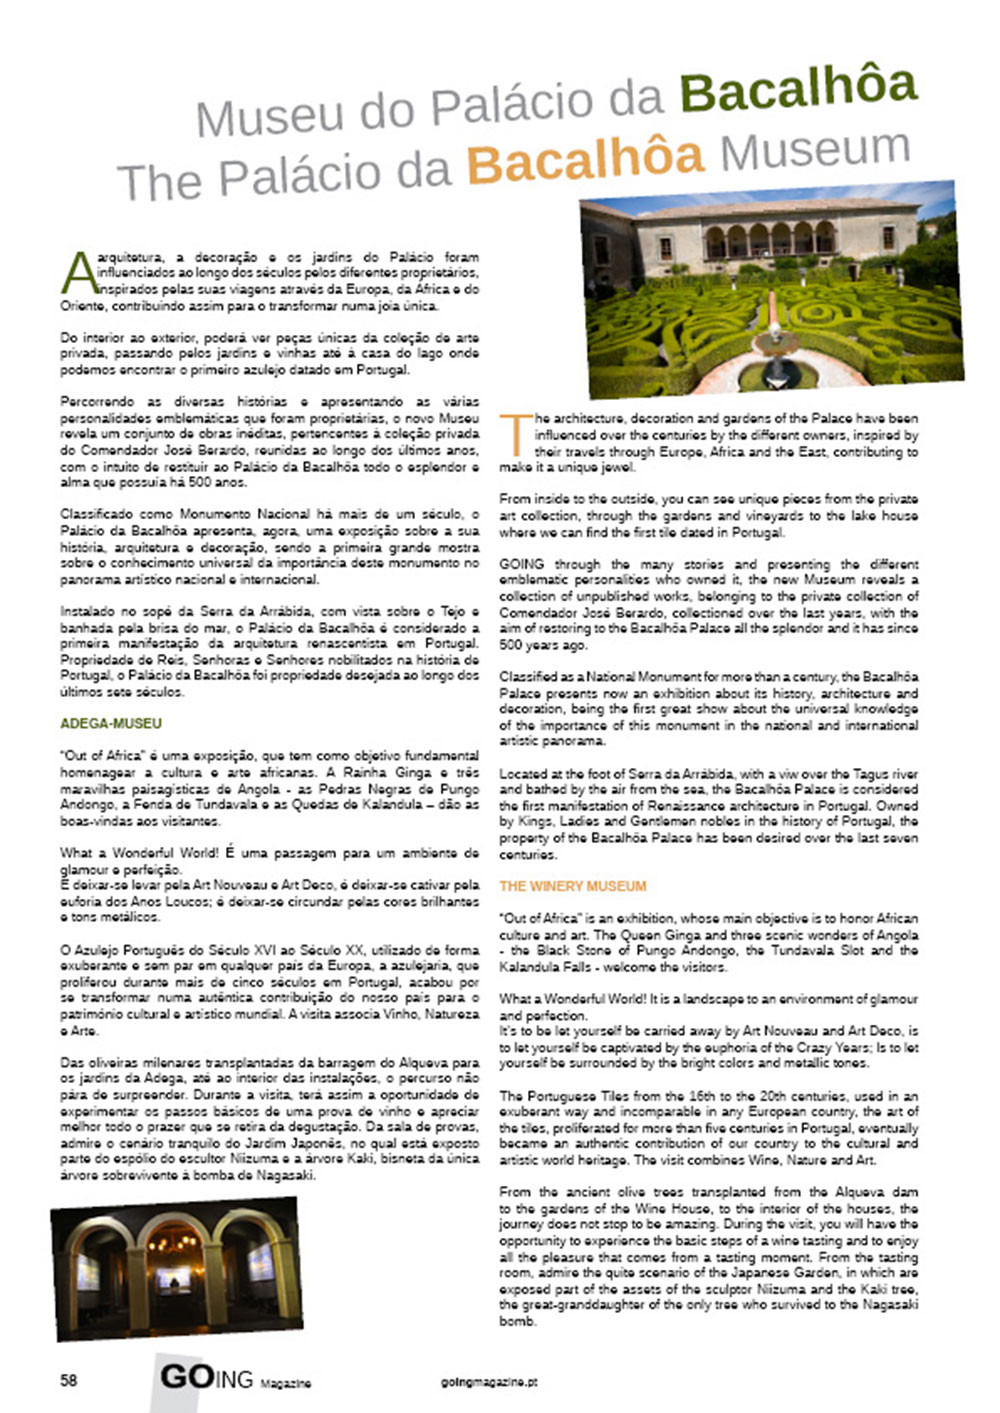 Museu do Palácio da Bacalhôa
The Palácio da Bacalhôa Museum
A arquitetura, a decoração e os jardins do Palácio foram
influenciados ao longo dos séculos pelos diferentes proprietários,
inspirados pelas suas viagens através da Europa, da África e do
Oriente, contribuindo assim para o transformar numa joia única.
Do interior ao exterior, poderá ver peças únicas da coleção de arte
privada, passando pelos jardins e vinhas até à casa do lago onde
podemos encontrar o primeiro azulejo datado em Portugal.
Percorrendo as diversas histórias e apresentando as várias
personalidades emblemáticas que foram proprietárias, o novo Museu
revela um conjunto de obras inéditas, pertencentes à coleção privada
do Comendador José Berardo, reunidas ao longo dos últimos anos,
com o intuito de restituir ao Palácio da Bacalhôa todo o esplendor e
alma que possuía há 500 anos.
Classificado como Monumento Nacional há mais de um século, o
Palácio da Bacalhôa apresenta, agora, uma exposição sobre a sua
história, arquitetura e decoração, sendo a primeira grande mostra
sobre o conhecimento universal da importância deste monumento no
panorama artístico nacional e internacional.
Instalado no sopé da Serra da Arrábida, com vista sobre o Tejo e
banhada pela brisa do mar, o Palácio da Bacalhôa é considerado a
primeira manifestação da arquitetura renascentista em Portugal.
Propriedade de Reis, Senhoras e Senhores nobilitados na história de
Portugal, o Palácio da Bacalhôa foi propriedade desejada ao longo dos
últimos sete séculos.
ADEGA-MUSEU
“Out of Africa” é uma exposição, que tem como objetivo fundamental
homenagear a cultura e arte africanas. A Rainha Ginga e três
maravilhas paisagísticas de Angola - as Pedras Negras de Pungo
Andongo, a Fenda de Tundavala e as Quedas de Kalandula – dão as
boas-vindas aos visitantes.
What a Wonderful World! É uma passagem para um ambiente de
glamour e perfeição.
É deixar-se levar pela Art Nouveau e Art Deco, é deixar-se cativar pela
euforia dos Anos Loucos; é deixar-se circundar pelas cores brilhantes
e tons metálicos.
O Azulejo Português do Século XVI ao Século XX, utilizado de forma
exuberante e sem par em qualquer país da Europa, a azulejaria, que
proliferou durante mais de cinco séculos em Portugal, acabou por
se transformar numa autêntica contribuição do nosso país para o
património cultural e artístico mundial. A visita associa Vinho, Natureza
e Arte.
Das oliveiras milenares transplantadas da barragem do Alqueva para
os jardins da Adega, até ao interior das instalações, o percurso não
pára de surpreender. Durante a visita, terá assim a oportunidade de
experimentar os passos básicos de uma prova de vinho e apreciar
melhor todo o prazer que se retira da degustação. Da sala de provas,
admire o cenário tranquilo do Jardim Japonês, no qual está exposto
parte do espólio do escultor Niizuma e a árvore Kaki, bisneta da única
árvore sobrevivente à bomba de Nagasaki.
The architecture, decoration and gardens of the Palace have been
influenced over the centuries by the different owners, inspired by
their travels through Europe, Africa and the East, contributing to
make it a unique jewel.
From inside to the outside, you can see unique pieces from the private
art collection, through the gardens and vineyards to the lake house
where we can find the first tile dated in Portugal.
GOING through the many stories and presenting the different
emblematic personalities who owned it, the new Museum reveals a
collection of unpublished works, belonging to the private collection of
Comendador José Berardo, collectioned over the last years, with the
aim of restoring to the Bacalhôa Palace all the splendor and it has since
500 years ago.
Classified as a National Monument for more than a century, the Bacalhôa
Palace presents now an exhibition about its history, architecture and
decoration, being the first great show about the universal knowledge
of the importance of this monument in the national and international
artistic panorama.
Located at the foot of Serra da Arrábida, with a viw over the Tagus river
and bathed by the air from the sea, the Bacalhôa Palace is considered
the first manifestation of Renaissance architecture in Portugal. Owned
by Kings, Ladies and Gentlemen nobles in the history of Portugal, the
property of the Bacalhôa Palace has been desired over the last seven
centuries.
THE WINERY MUSEUM
“Out of Africa” is an exhibition, whose main objective is to honor African
culture and art. The Queen Ginga and three scenic wonders of Angola
- the Black Stone of Pungo Andongo, the Tundavala Slot and the
Kalandula Falls - welcome the visitors.
What a Wonderful World! It is a landscape to an environment of glamour
and perfection.
It's to be let yourself be carried away by Art Nouveau and Art Deco, is
to let yourself be captivated by the euphoria of the Crazy Years; Is to let
yourself be surrounded by the bright colors and metallic tones.
The Portuguese Tiles from the 16th to the 20th centuries, used in an
exuberant way and incomparable in any European country, the art of
the tiles, proliferated for more than five centuries in Portugal, eventually
became an authentic contribution of our country to the cultural and
artistic world heritage. The visit combines Wine, Nature and Art.
From the ancient olive trees transplanted from the Alqueva dam
to the gardens of the Wine House, to the interior of the houses, the
journey does not stop to be amazing. During the visit, you will have the
opportunity to experience the basic steps of a wine tasting and to enjoy
all the pleasure that comes from a tasting moment. From the tasting
room, admire the quite scenario of the Japanese Garden, in which are
exposed part of the assets of the sculptor Niizuma and the Kaki tree,
the great-granddaughter of the only tree who survived to the Nagasaki
bomb.
58
GOING Magazine
goingmagazine.pt